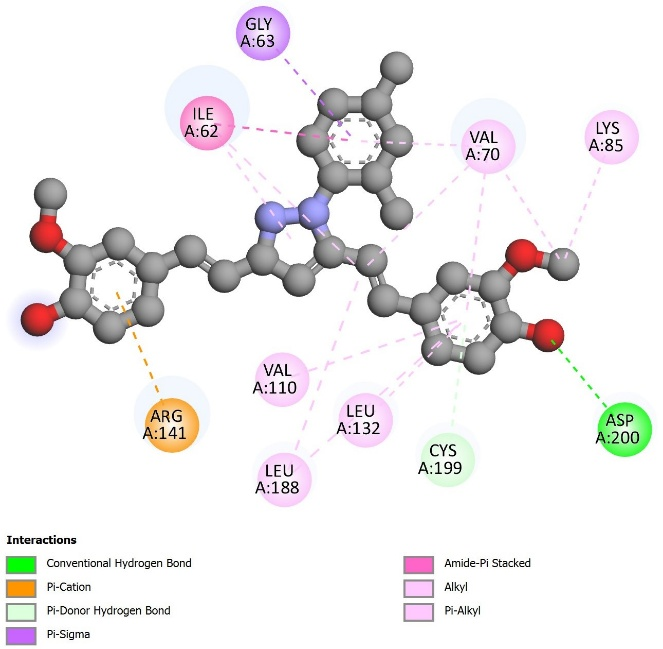 GLY
A:63
ILE
A:62
VAL
A:70
LYS
A:85
VAL
A:110
LEU
A:132
ARG
A:141
ASP
A:200
CYS
A:199
LEU
A:188
Interactions
Conventional Hydrogen Bond
Pi-Cation
Pi-Donor Hydrogen Bond
Pi-Sigma
Amide-Pi Stacked
Alkyl
Pi-Alkyl